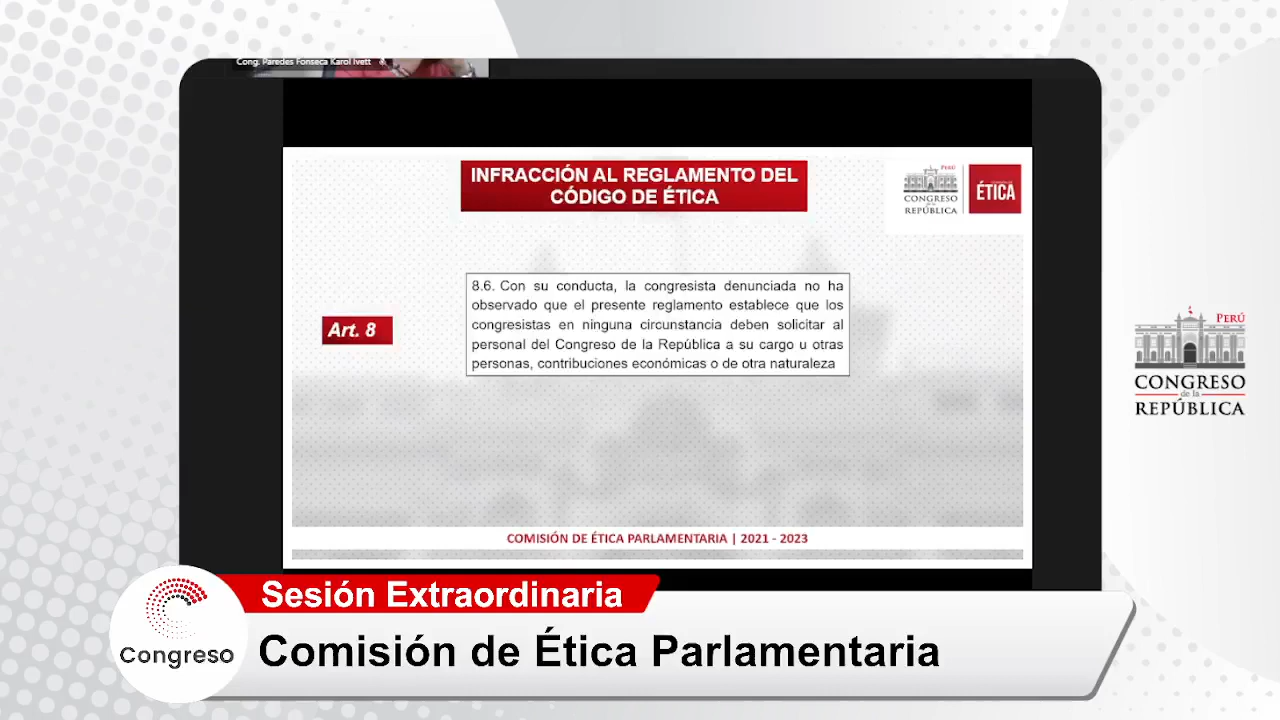 Cong. Paredes Fonseca Karol Ivett
INFRACCIÓN AL REGLAMENTO DEL
CÓDIGO DE ÉTICA
PERÚ
CONGRESO
de la
REPÚBLICA
ÉTICA
Art. 8
8.6. Con su conducta, la congresista denunciada no ha
observado que el presente reglamento establece que los
congresistas en ninguna circunstancia deben solicitar al
personal del Congreso de la República a su cargo u otras
personas, contribuciones económicas o de otra naturaleza
COMISIÓN DE ÉTICA PARLAMENTARIA | 2021 - 2023
PERÚ
CONGRESO
de la
REPÚBLICA
Sesión Extraordinaria
Congreso
Comisión de Ética Parlamentaria